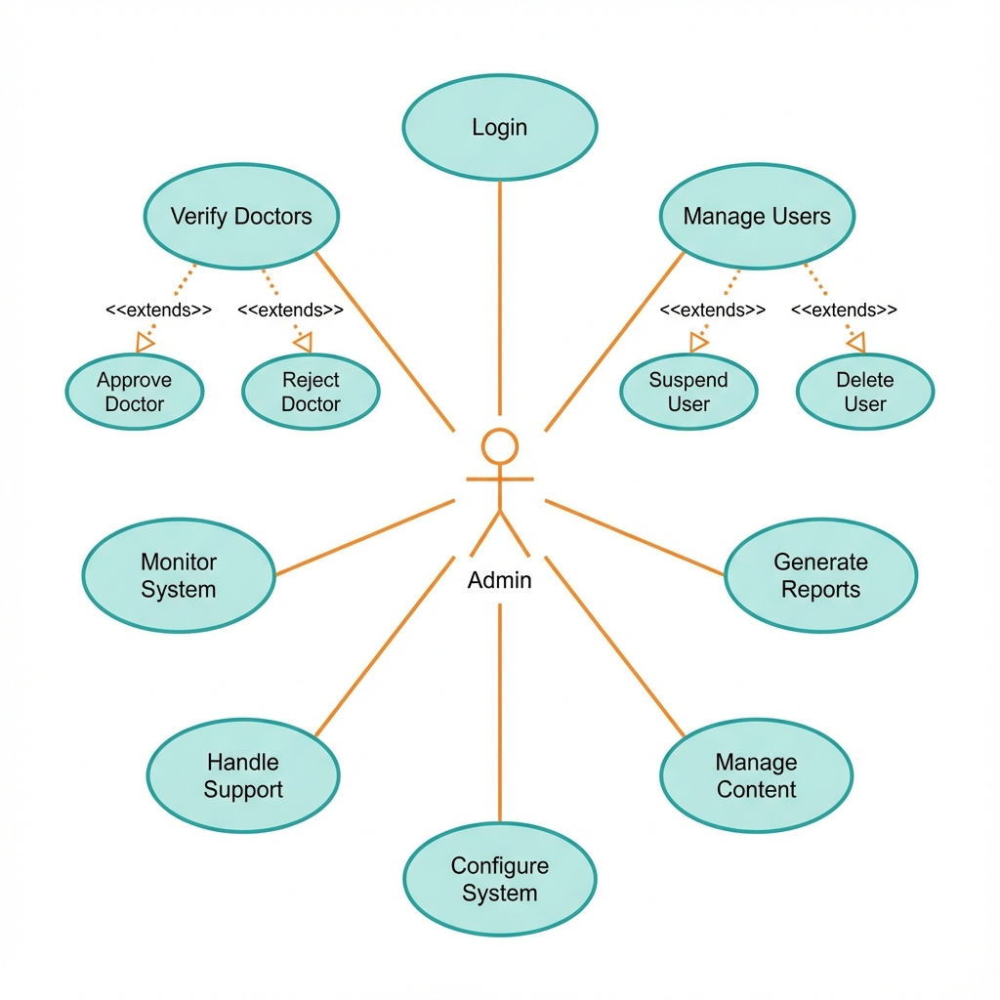 Login
Verify Doctors
Manage Users
<<extends>>
<<extends>>
<<extends>>
<<extends>>
Approve
Doctor
Reject
Doctor
Suspend
User
Delete
User
Monitor
System
Admin
Generate
Reports
Handle
Support
Manage
Content
Configure
System